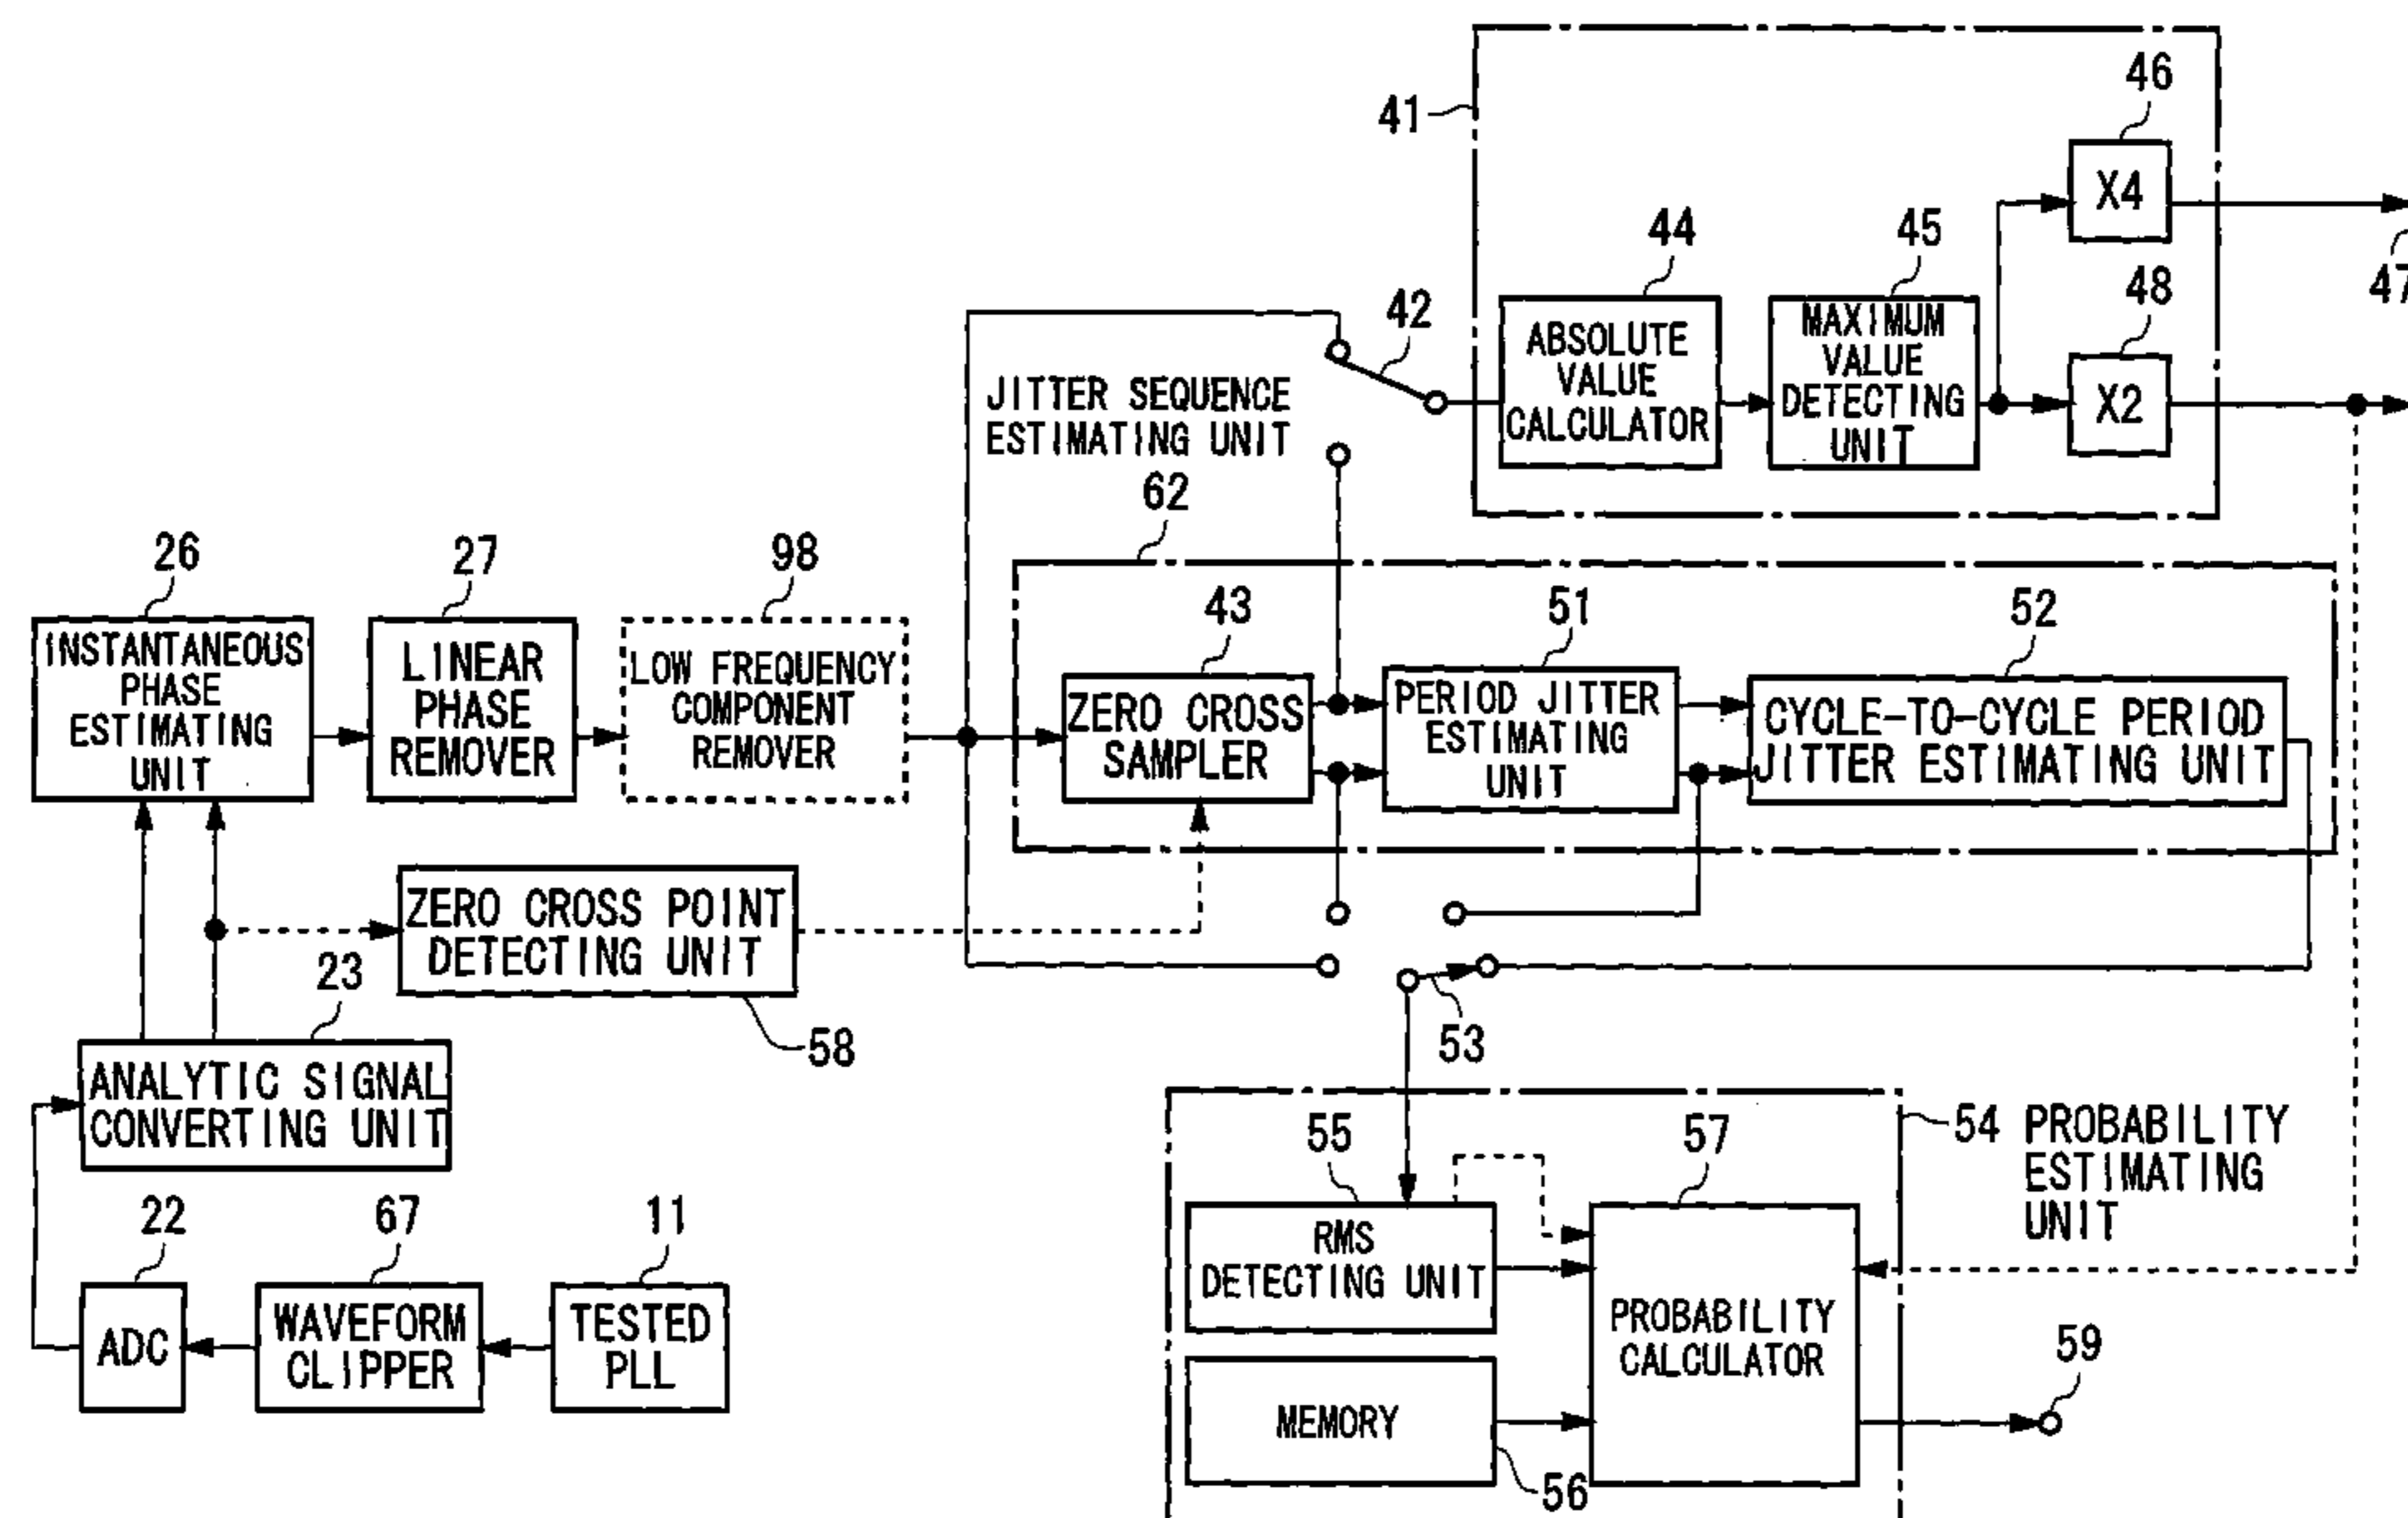 46
41
X4
44
45
47
48
42
ABSOLUTE
VALUE
CALCULATOR
MAXIMUM
VALUE
DETECTING
UNIT
X2
JITTER SEQUENCE
ESTIMATING UNIT
62
26
27
98
43
51
52
INSTANTANEOUS
PHASE
ESTIMATING
UNIT
LINEAR
PHASE
REMOVER
LOW FREQUENCY
COMPONENT
REMOVER
ZERO CROSS
SAMPLER
PERIOD JITTER
ESTIMATING
UNIT
CYCLE-TO-CYCLE PERIOD
JITTER ESTIMATING UNIT
ZERO CROSS POINT
DETECTING UNIT
23
58
53
ANALYTIC SIGNAL
CONVERTING UNIT
54 PROBABILITY
ESTIMATING
UNIT
55
57
22
67
11
RMS
DETECTING UNIT
ADC
WAVEFORM
CLIPPER
TESTED
PLL
PROBABILITY
CALCULATOR
59
MEMORY
56